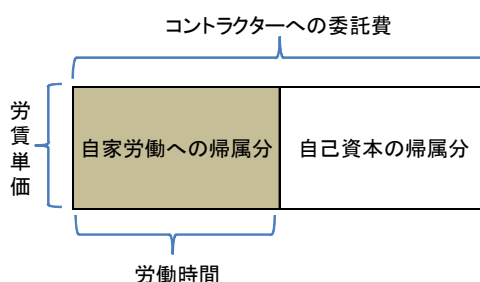 コントラクターへの委託費
労賃単価
自家労働への帰属分
自己資本の帰属分
労働時間